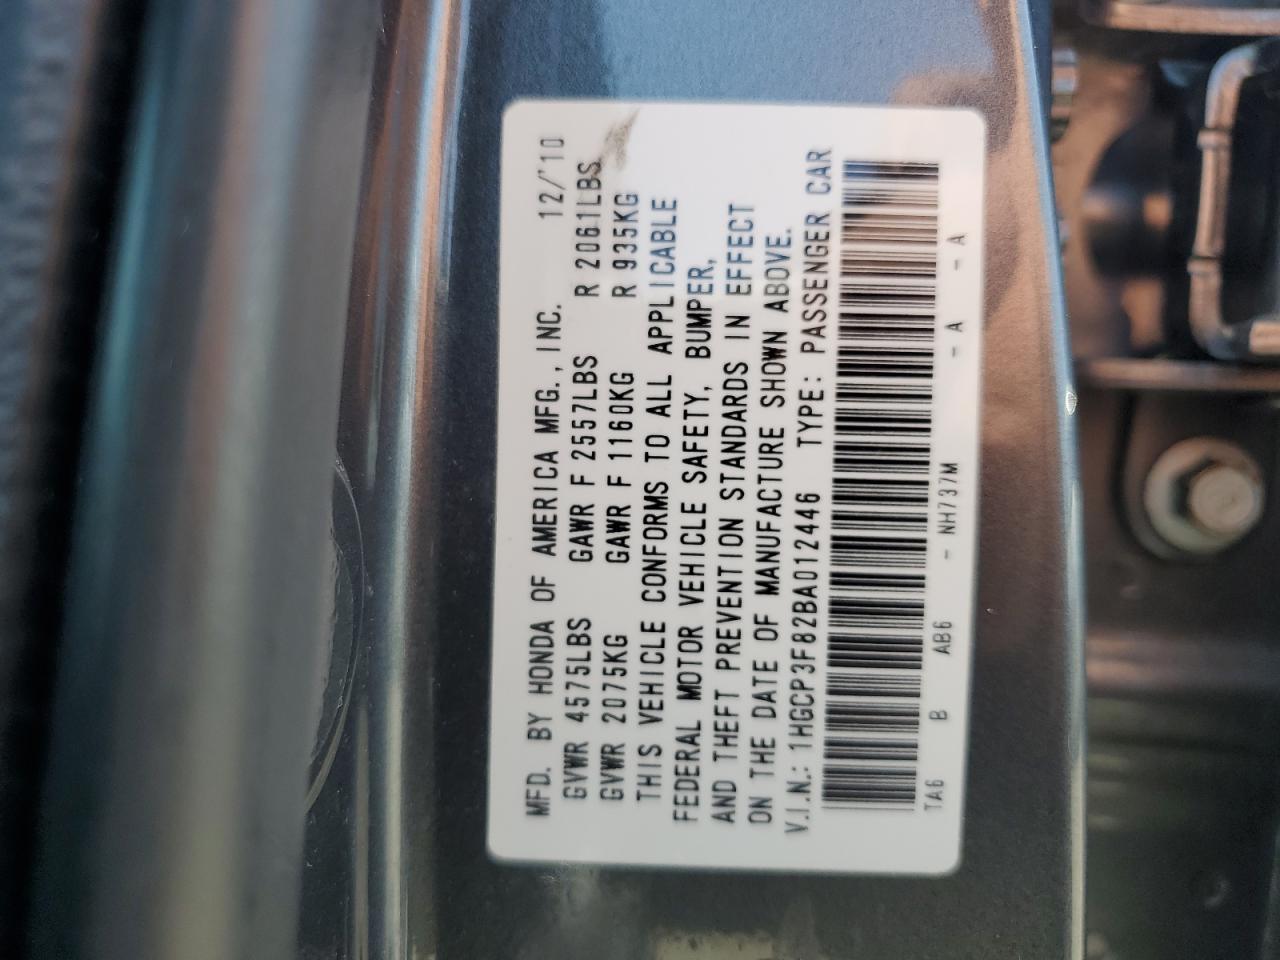 MFD. BY HONDA OF AMERICA MFG., INC. 12/'10
GVWR 4575LBS GAWR F 2557LBS R 2061LBS
GVWR 2075KG GAWR F 1160KG R 935KG
THIS VEHICLE CONFORMS TO ALL APPLICABLE
FEDERAL MOTOR VEHICLE SAFETY, BUMPER,
AND THEFT PREVENTION STANDARDS IN EFFECT
ON THE DATE OF MANUFACTURE SHOWN ABOVE.
V.I.N.: 1HGCP3F82BA012446 TYPE: PASSENGER CAR
TA6 B AB6 - NH737M - A - A